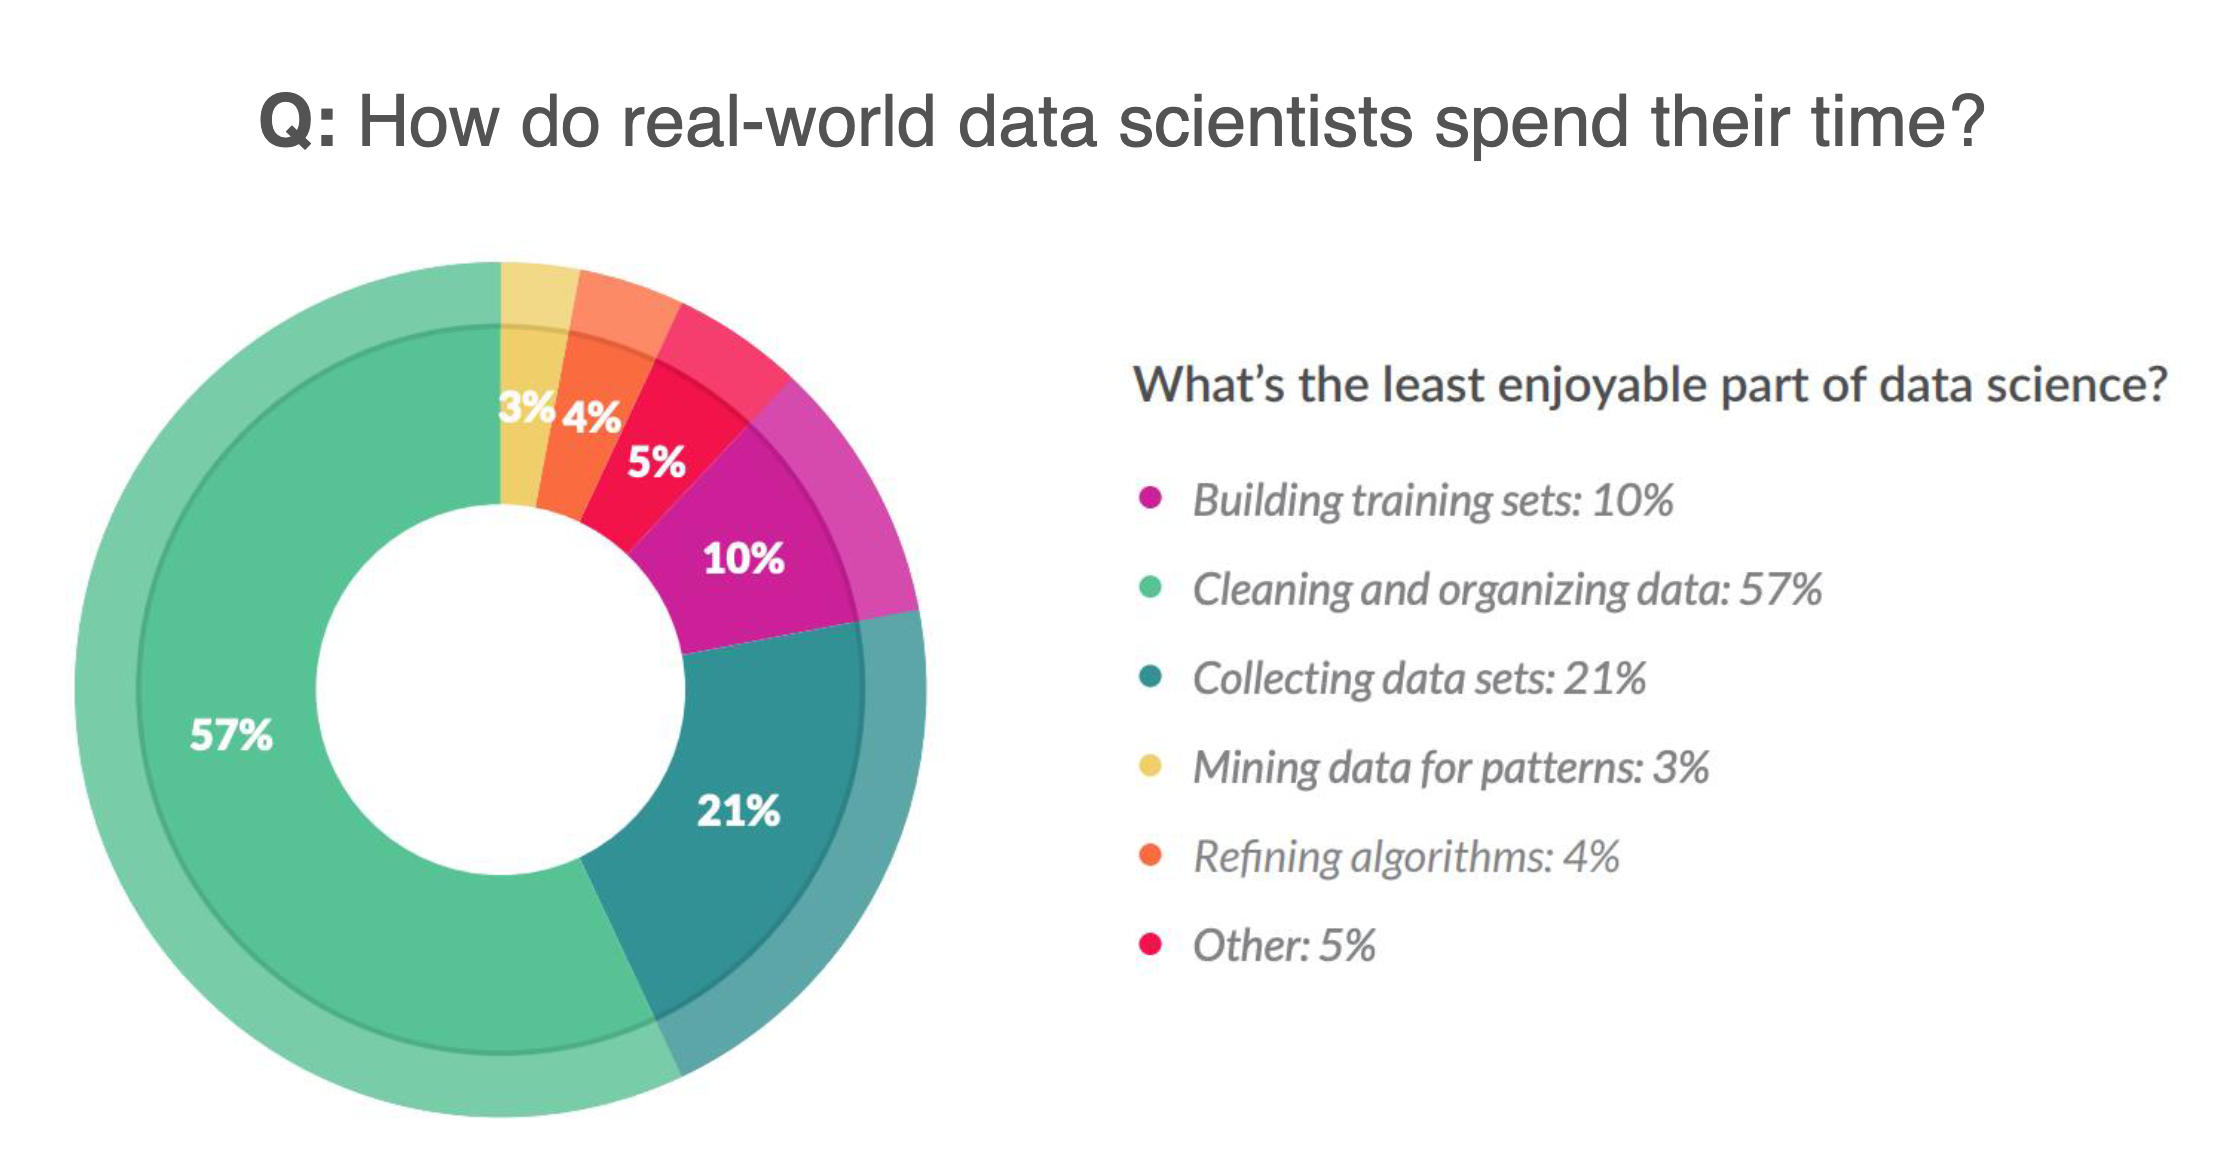 Q: How do real-world data scientists spend their time?
3%
4%
5%
10%
21%
57%
What's the least enjoyable part of data science?
Building training sets: 10%
Cleaning and organizing data: 57%
Collecting data sets: 21%
Mining data for patterns: 3%
Refining algorithms: 4%
Other: 5%